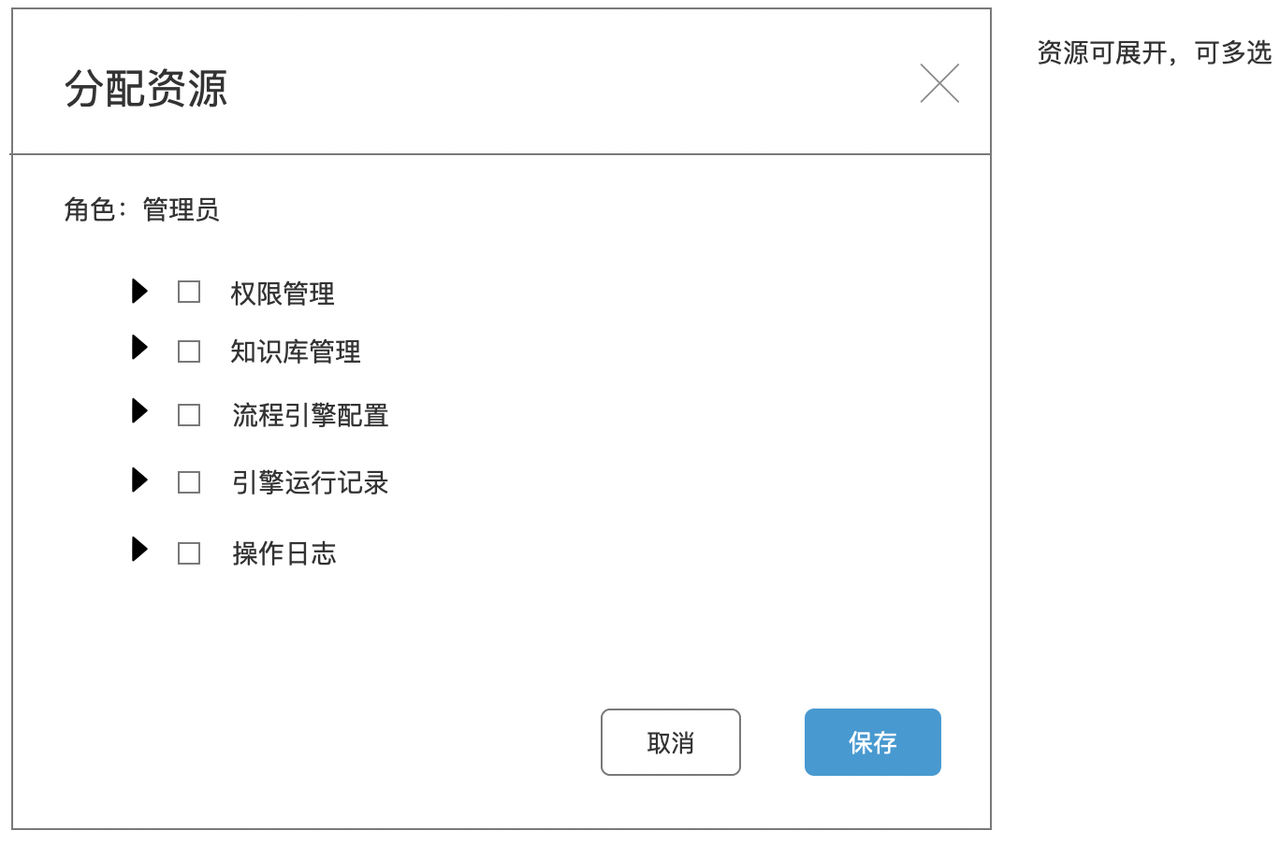 分配资源
资源可展开，可多选
角色：管理员
权限管理
知识库管理
流程引擎配置
引擎运行记录
操作日志
取消
保存